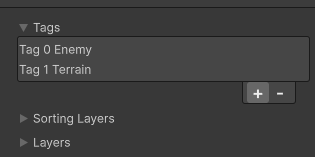 Tags
Tag 0 Enemy
Tag 1 Terrain
+ -
Sorting Layers
Layers